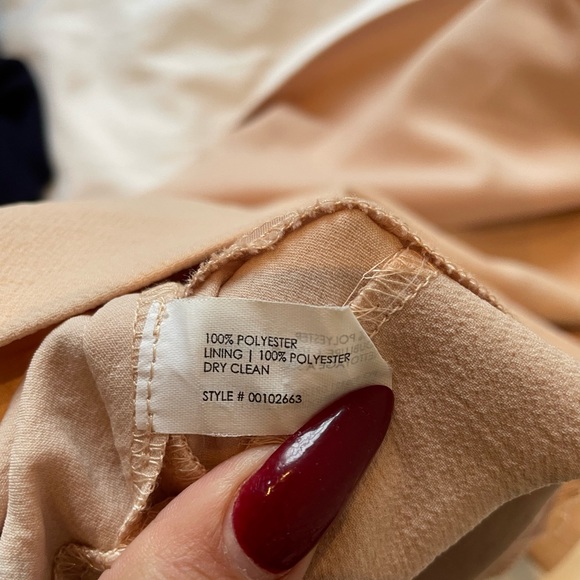 100% POLYESTER
LINING | 100% POLYESTER
DRY CLEAN
STYLE # 00102663